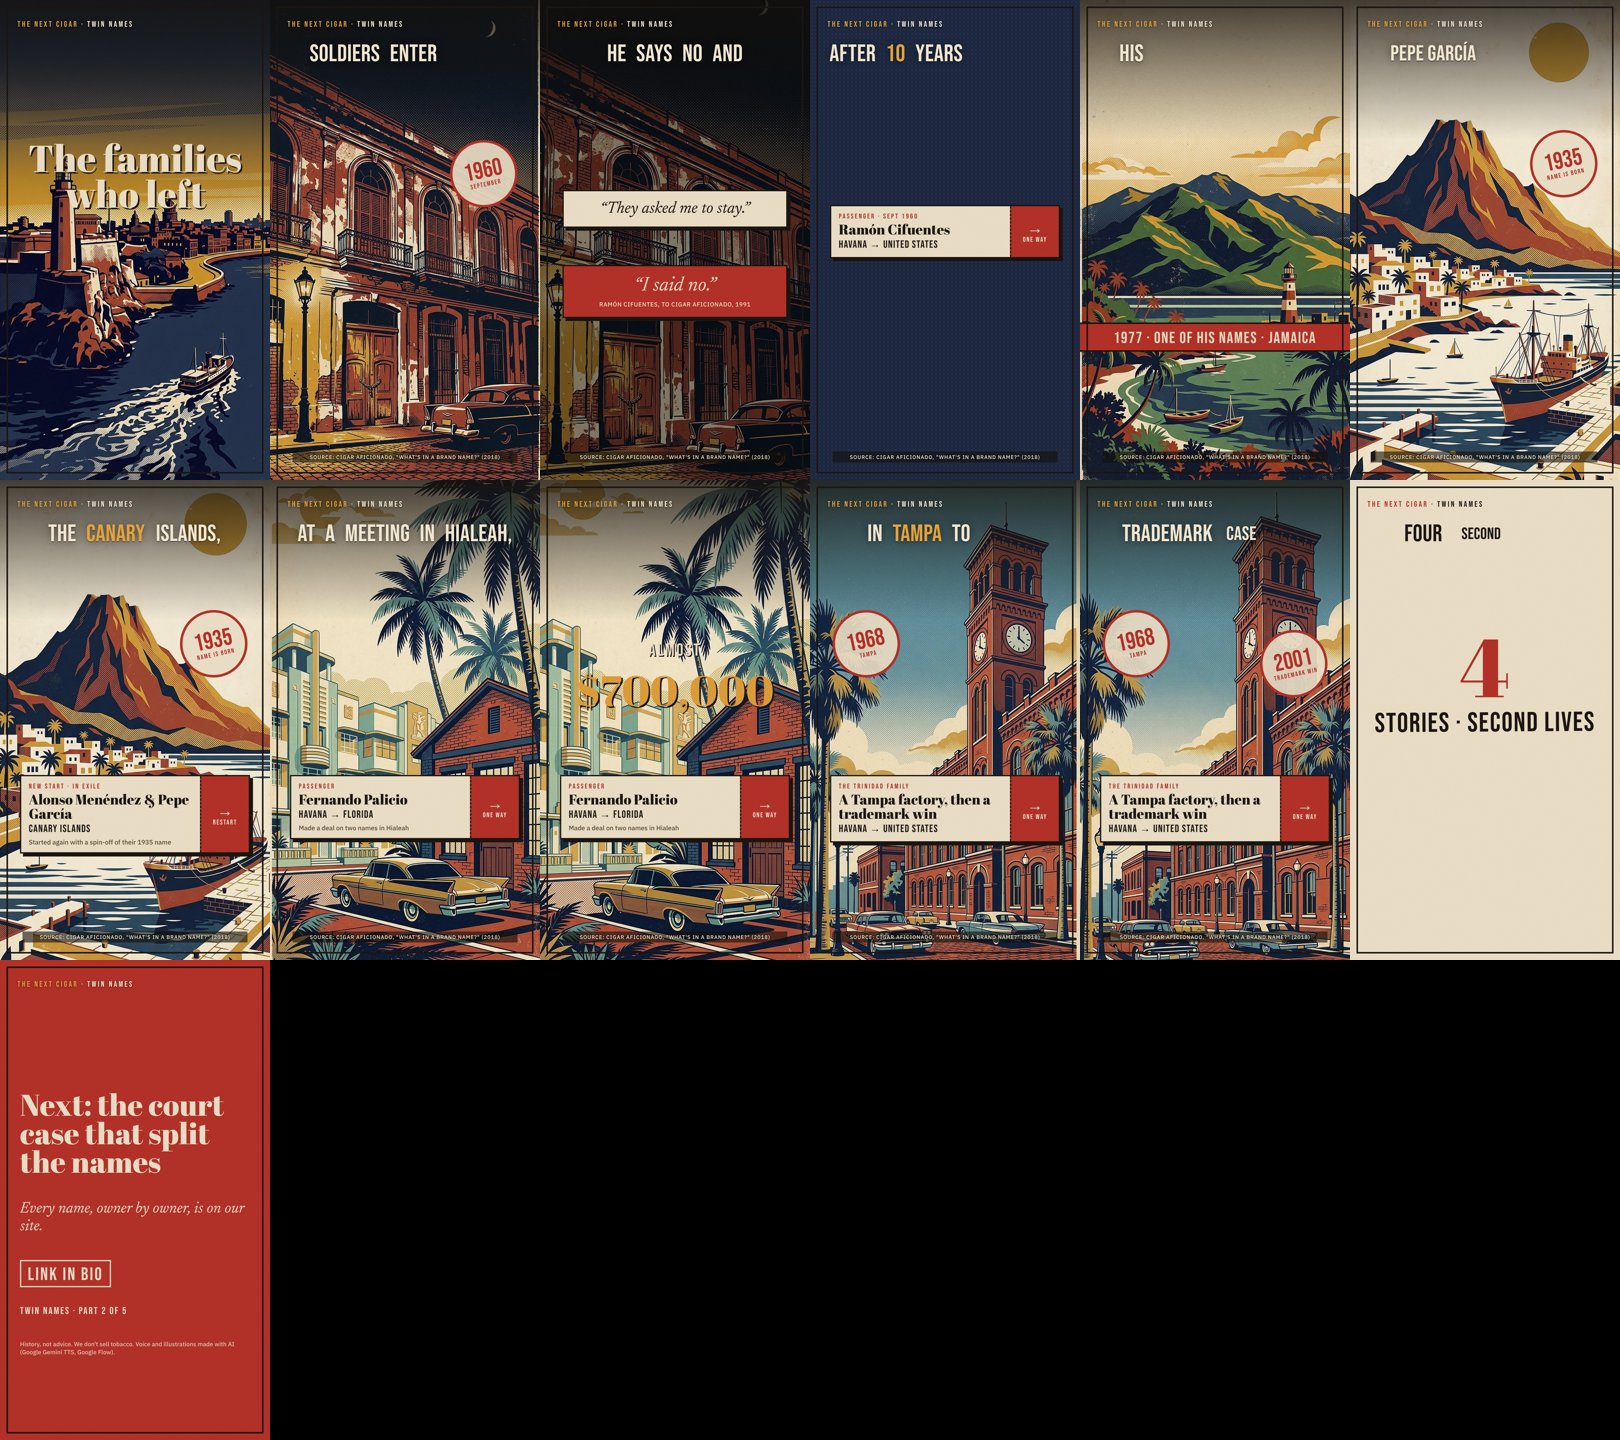 THE NEXT CIGAR · TWIN NAMES
The families
who left
THE NEXT CIGAR · TWIN NAMES
SOLDIERS ENTER
1960
SEPTEMBER
SOURCE: CIGAR AFICIONADO, "WHAT'S IN A BRAND NAME?" (2018)
THE NEXT CIGAR · TWIN NAMES
HE SAYS NO AND
“They asked me to stay.”
“I said no.”
RAMÓN CIFUENTES, TO CIGAR AFICIONADO, 1991
SOURCE: CIGAR AFICIONADO, "WHAT'S IN A BRAND NAME?" (2018)
THE NEXT CIGAR · TWIN NAMES
AFTER 10 YEARS
PASSENGER · SEPT 1960
Ramón Cifuentes
HAVANA → UNITED STATES
→
ONE WAY
SOURCE: CIGAR AFICIONADO, "WHAT'S IN A BRAND NAME?" (2018)
THE NEXT CIGAR · TWIN NAMES
HIS
1977 · ONE OF HIS NAMES · JAMAICA
SOURCE: CIGAR AFICIONADO, "WHAT'S IN A BRAND NAME?" (2018)
THE NEXT CIGAR · TWIN NAMES
PEPE GARCÍA
1935
NAME IS BORN
SOURCE: CIGAR AFICIONADO, "WHAT'S IN A BRAND NAME?" (2018)
THE NEXT CIGAR · TWIN NAMES
THE CANARY ISLANDS,
1935
NAME IS BORN
NEW START · IN EXILE
Alonso Menéndez & Pepe
García
CANARY ISLANDS
Started again with a spin-off of their 1935 name
→
RESTART
SOURCE: CIGAR AFICIONADO, "WHAT'S IN A BRAND NAME?" (2018)
THE NEXT CIGAR · TWIN NAMES
AT A MEETING IN HIALEAH,
PASSENGER
Fernando Palicio
HAVANA → FLORIDA
Made a deal on two names in Hialeah
→
ONE WAY
SOURCE: CIGAR AFICIONADO, "WHAT'S IN A BRAND NAME?" (2018)
THE NEXT CIGAR · TWIN NAMES
ALMOST
$700,000
PASSENGER
Fernando Palicio
HAVANA → FLORIDA
Made a deal on two names in Hialeah
→
ONE WAY
SOURCE: CIGAR AFICIONADO, "WHAT'S IN A BRAND NAME?" (2018)
THE NEXT CIGAR · TWIN NAMES
IN TAMPA TO
1968
TAMPA
THE TRINIDAD FAMILY
A Tampa factory, then a
trademark win
HAVANA → UNITED STATES
→
ONE WAY
SOURCE: CIGAR AFICIONADO, "WHAT'S IN A BRAND NAME?" (2018)
THE NEXT CIGAR · TWIN NAMES
TRADEMARK CASE
1968
TAMPA
2001
TRADEMARK WIN
THE TRINIDAD FAMILY
A Tampa factory, then a
trademark win
HAVANA → UNITED STATES
→
ONE WAY
SOURCE: CIGAR AFICIONADO, "WHAT'S IN A BRAND NAME?" (2018)
THE NEXT CIGAR · TWIN NAMES
FOUR SECOND
4
STORIES · SECOND LIVES
THE NEXT CIGAR · TWIN NAMES
Next: the court
case that split
the names
Every name, owner by owner, is on our
site.
LINK IN BIO
TWIN NAMES · PART 2 OF 5
History, not advice. We don't sell tobacco. Voice and illustrations made with AI
(Google Gemini TTS, Google Flow).